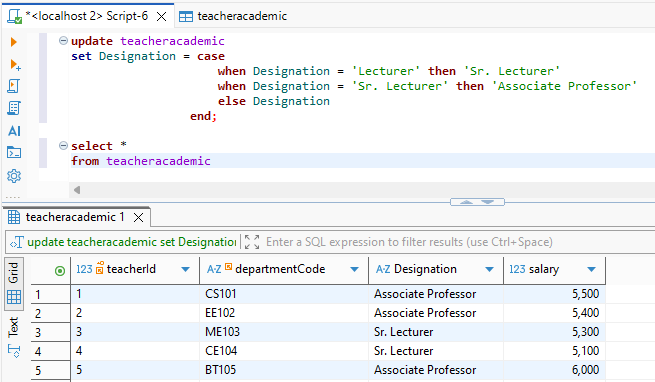 *<localhost 2> Script-6 teacheracademic
update teacheracademic
set Designation = case
when Designation = 'Lecturer' then 'Sr. Lecturer'
when Designation = 'Sr. Lecturer' then 'Associate Professor'
else Designation
end;
select *
from teacheracademic
AI
teacheracademic 1
update teacheracademic set Designation Enter a SQL expression to filter results (use Ctrl+Space)
Grid
Text
123 teacherId A-Z departmentCode A-Z Designation 123 salary
1 1 CS101 Associate Professor 5,500
2 2 EE102 Associate Professor 5,400
3 3 ME103 Sr. Lecturer 5,300
4 4 CE104 Sr. Lecturer 5,100
5 5 BT105 Associate Professor 6,000